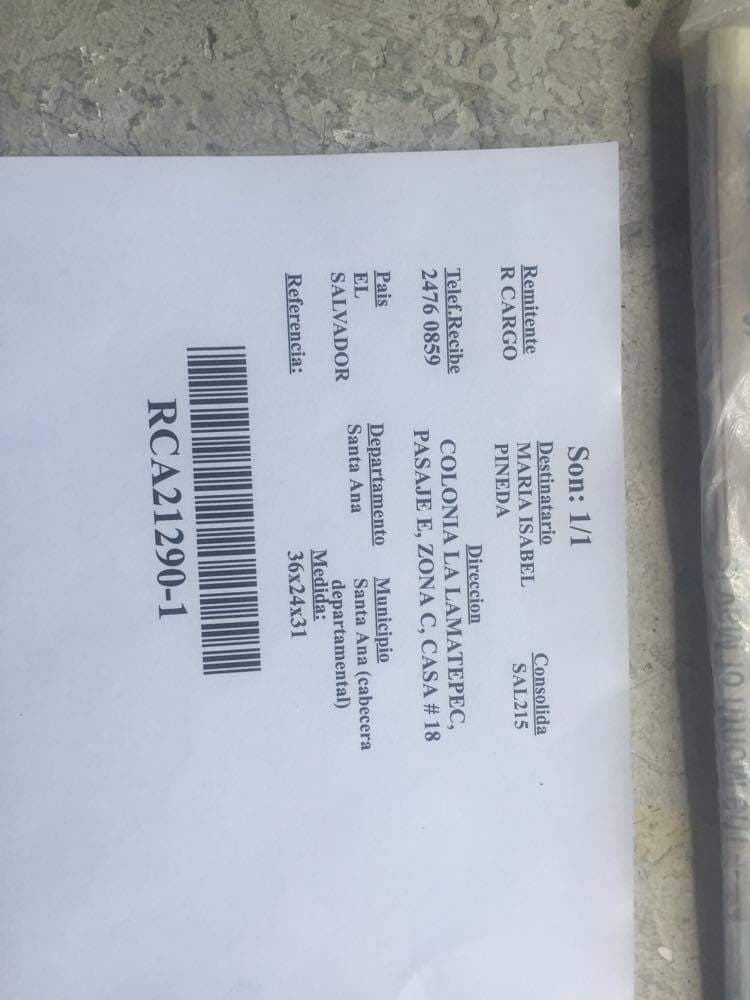 Son: 1/1
Remitente
R CARGO
Destinatario
MARIA ISABEL
PINEDA
Consolida
SAL215
Telef.Recibe
2476 0859
Direccion
COLONIA LA LAMATEPEC,
PASAJE E, ZONA C, CASA # 18
Pais
EL
SALVADOR
Departamento
Santa Ana
Municipio
Santa Ana (cabecera
departamental)
Referencia:
Medida:
36x24x31
RCA21290-1